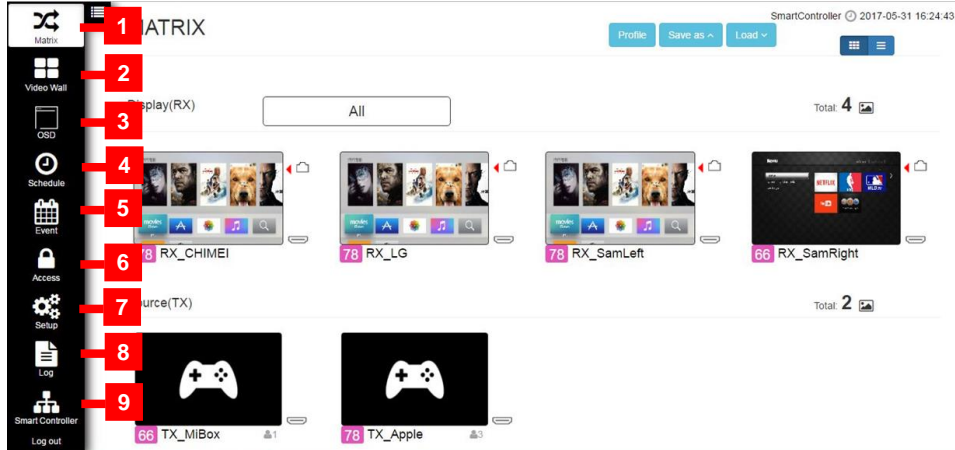 SmartController 2017-05-31 16:24:43
MATRIX
Profile Save as Load
Matrix
1
Video Wall
2
OSD
3
Schedule
4
Event
5
Access
6
Setup
7
Log
8
Smart Controller
9
Log out
Display(RX) All Total: 4
movies
NETFLIX
78 RX_CHIMEI
78 RX_LG
78 RX_SamLeft
66 RX_SamRight
Source(TX) Total: 2
66 TX_MiBox 1
78 TX_Apple 3